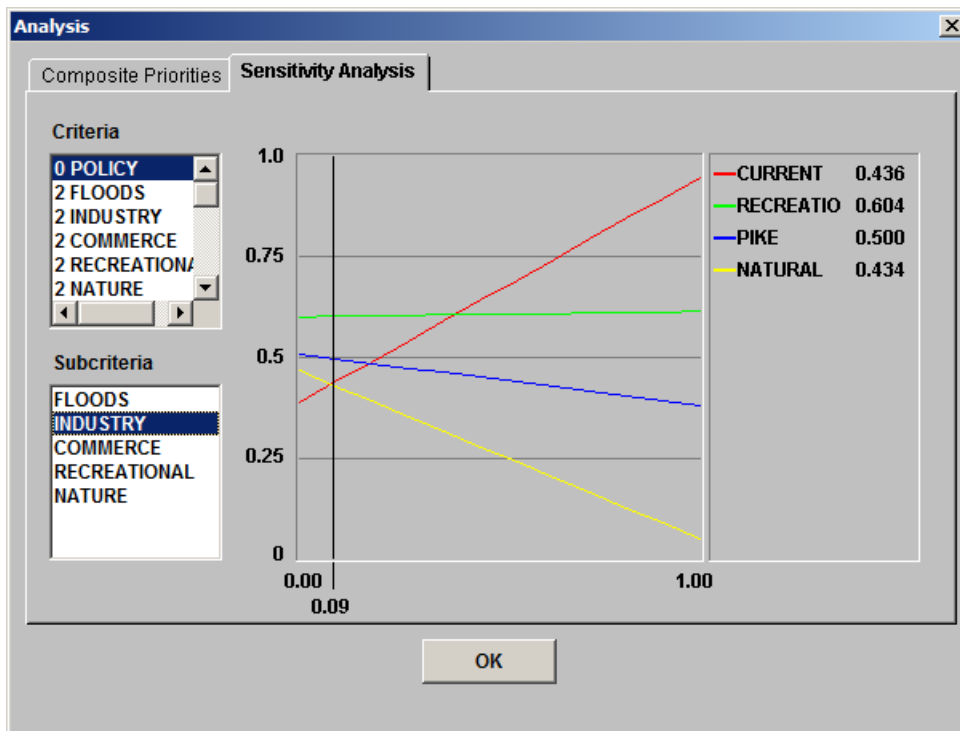 Analysis
Composite Priorities
Sensitivity Analysis
Criteria
0 POLICY
2 FLOODS
2 INDUSTRY
2 COMMERCE
2 RECREATIONA
2 NATURE
Subcriteria
FLOODS
INDUSTRY
COMMERCE
RECREATIONAL
NATURE
1.0
0.75
0.5
0.25
0
0.00
1.00
0.09
CURRENT 0.436
RECREATIO 0.604
PIKE 0.500
NATURAL 0.434
OK